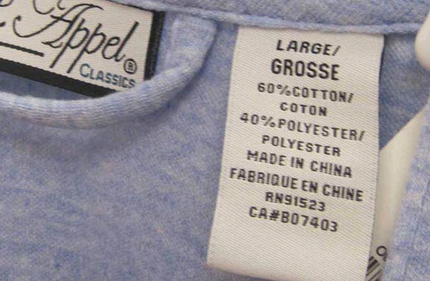 Appel®
CLASSICS
LARGE/
GROSSE
60%COTTON/
COTON
40%POLYESTER/
POLYESTER
MADE IN CHINA
FABRIQUE EN CHINE
RN91523
CA#B07403